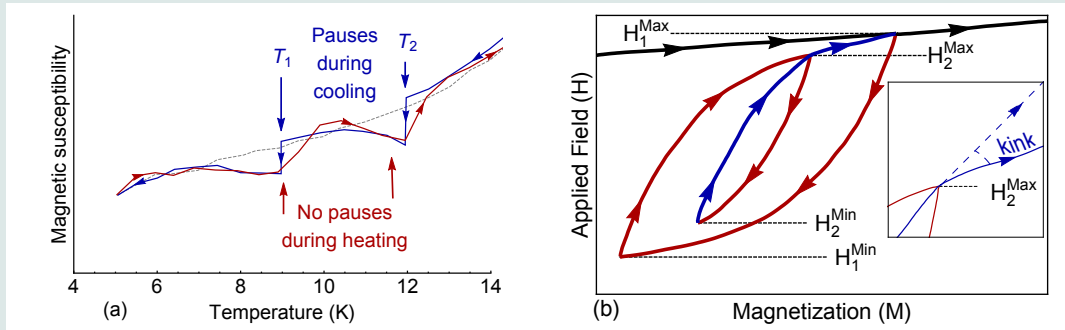 Magnetic susceptibility
T1
Pauses
during
cooling
T2
No pauses
during heating
4 6 8 10 12 14
(a)
Temperature (K)
Applied Field (H)
H1Max
H2Max
H2Min
H1Min
kink
H2Max
(b)
Magnetization (M)